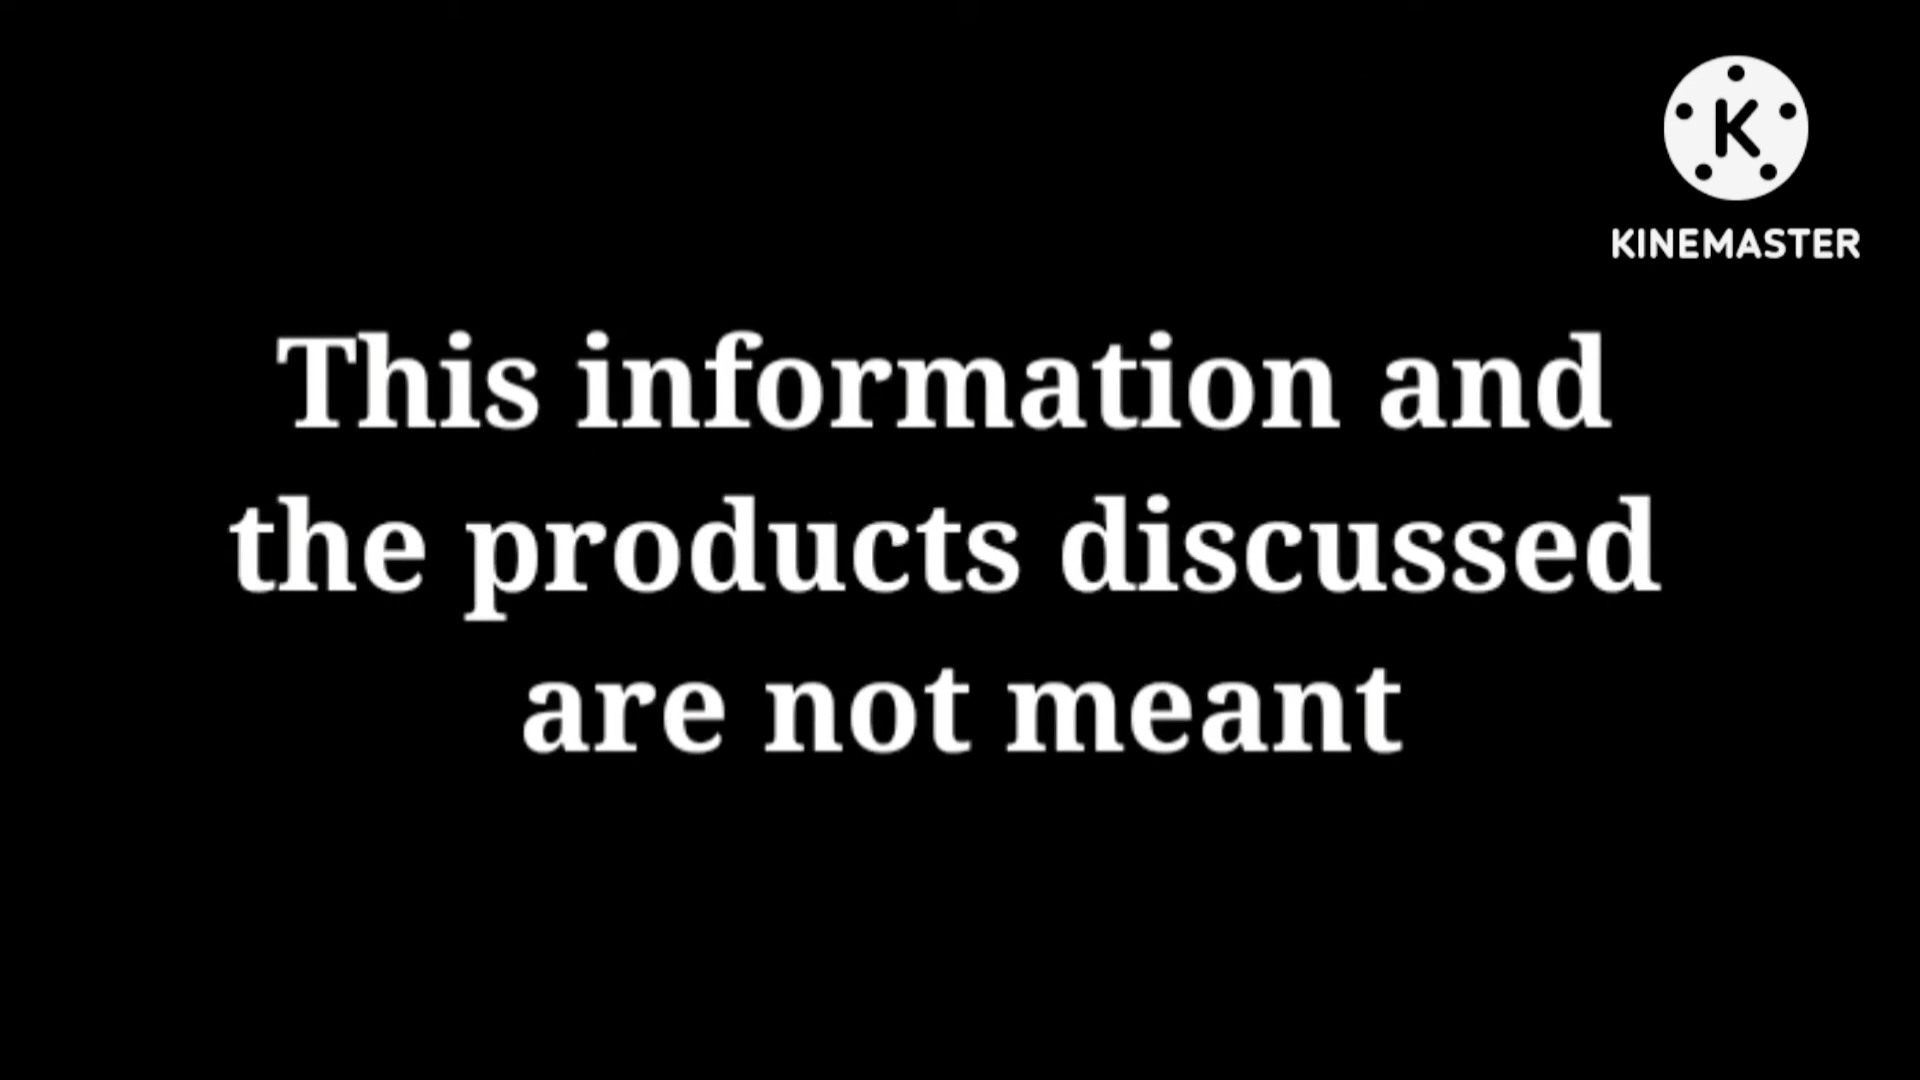 K
KINEMASTER
This information and
the products discussed
are not meant